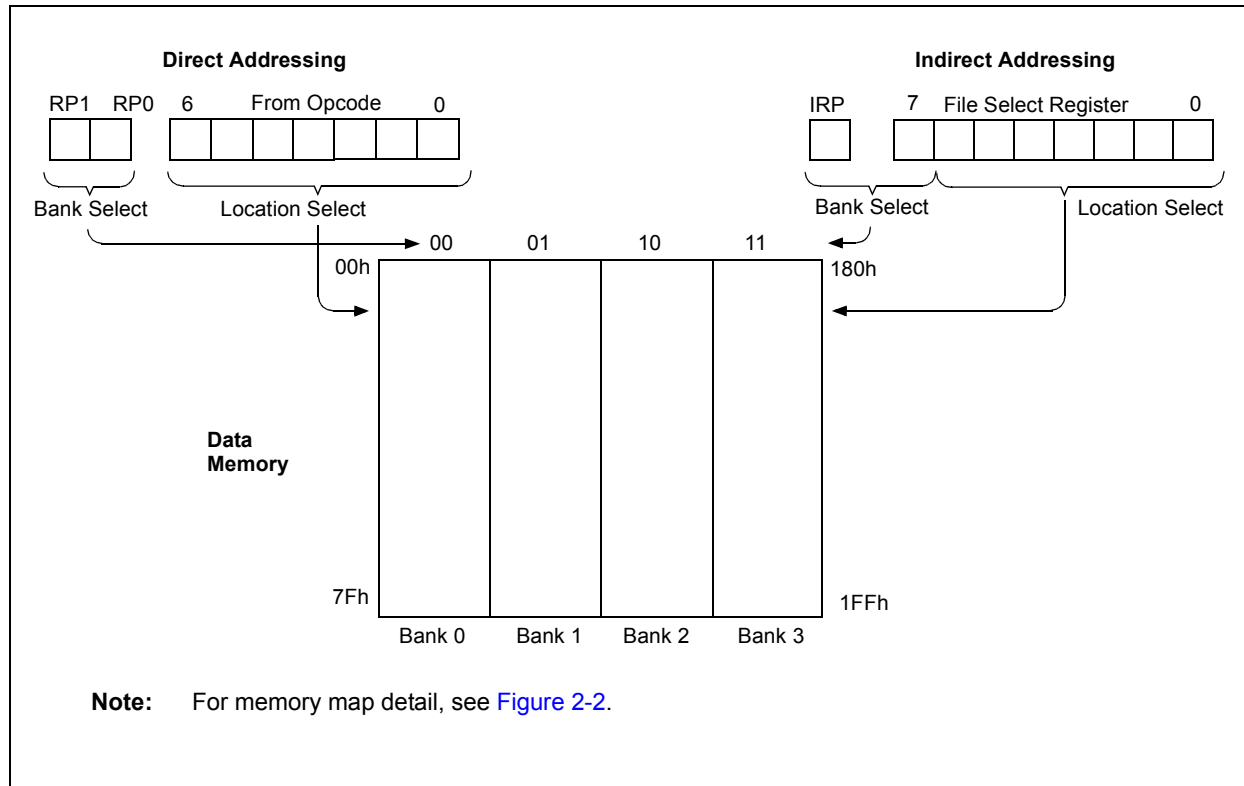 Direct Addressing
Indirect Addressing
RP1 RP0 6 From Opcode 0
IRP 7 File Select Register 0
Bank Select Location Select
Bank Select Location Select
00 01 10 11
00h
180h
Data
Memory
7Fh
1FFh
Bank 0 Bank 1 Bank 2 Bank 3
Note: For memory map detail, see Figure 2-2.